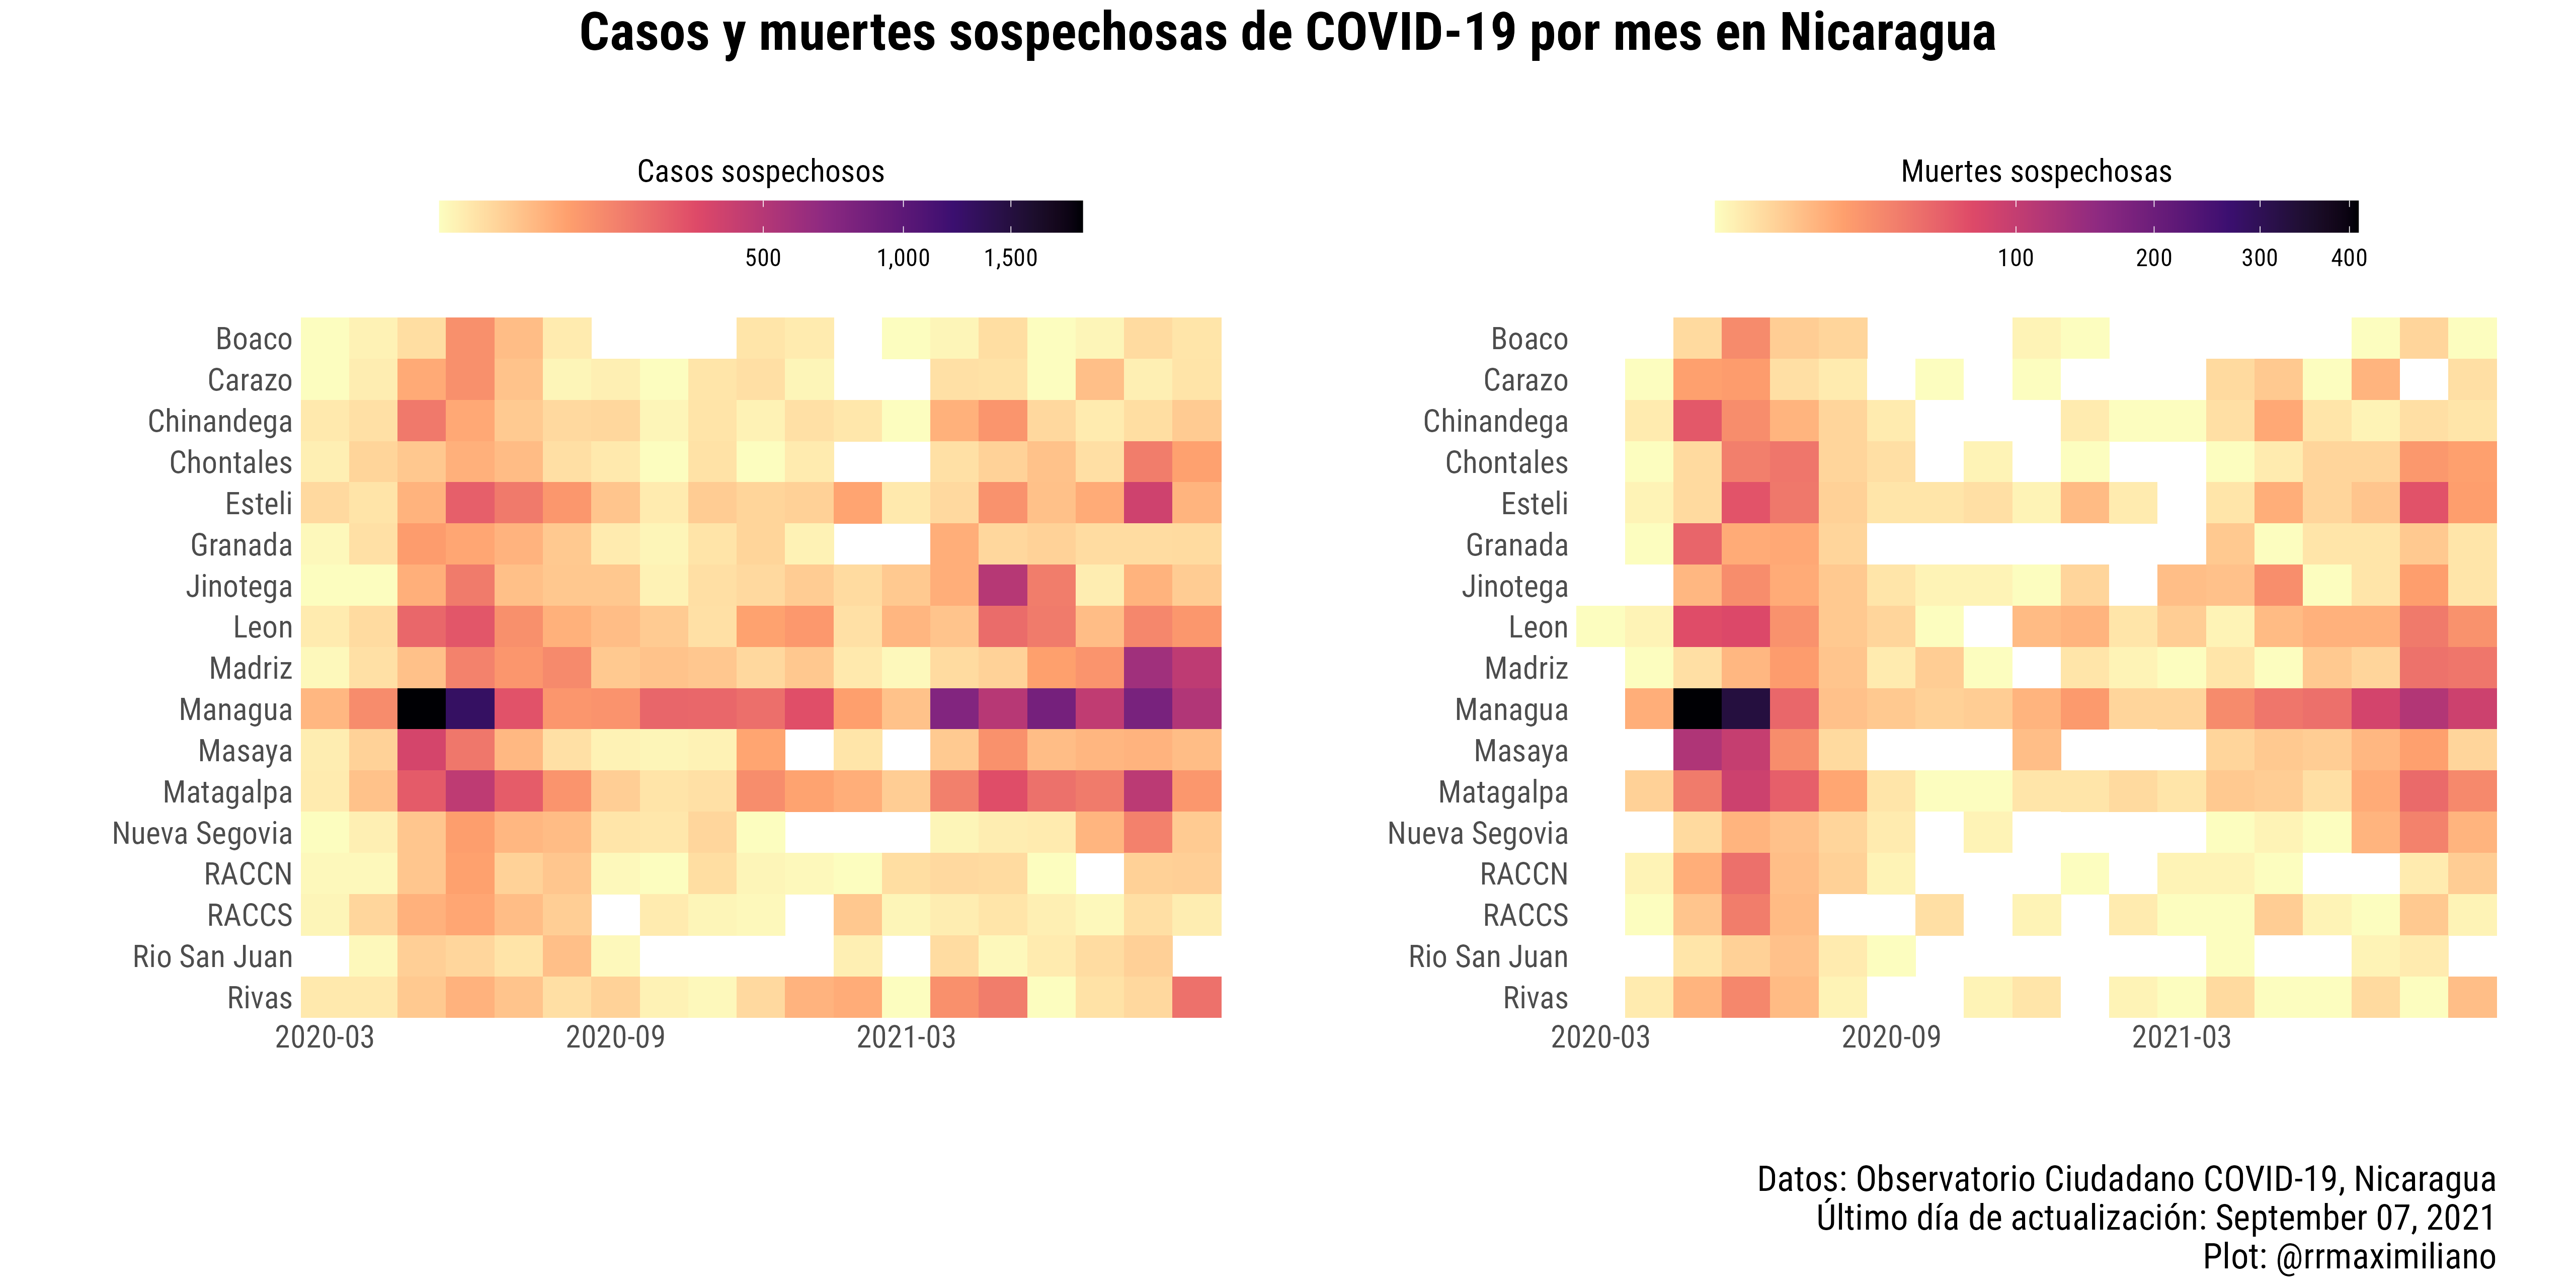 Casos y muertes sospechosas de COVID-19 por mes en Nicaragua
Casos sospechosos
500 1,000 1,500
Boaco
Carazo
Chinandega
Chontales
Esteli
Granada
Jinotega
Leon
Madriz
Managua
Masaya
Matagalpa
Nueva Segovia
RACCN
RACCS
Rio San Juan
Rivas
2020-03 2020-09 2021-03
Muertes sospechosas
100 200 300 400
Boaco
Carazo
Chinandega
Chontales
Esteli
Granada
Jinotega
Leon
Madriz
Managua
Masaya
Matagalpa
Nueva Segovia
RACCN
RACCS
Rio San Juan
Rivas
2020-03 2020-09 2021-03
Datos: Observatorio Ciudadano COVID-19, Nicaragua
Último día de actualización: September 07, 2021
Plot: @rrmaximiliano